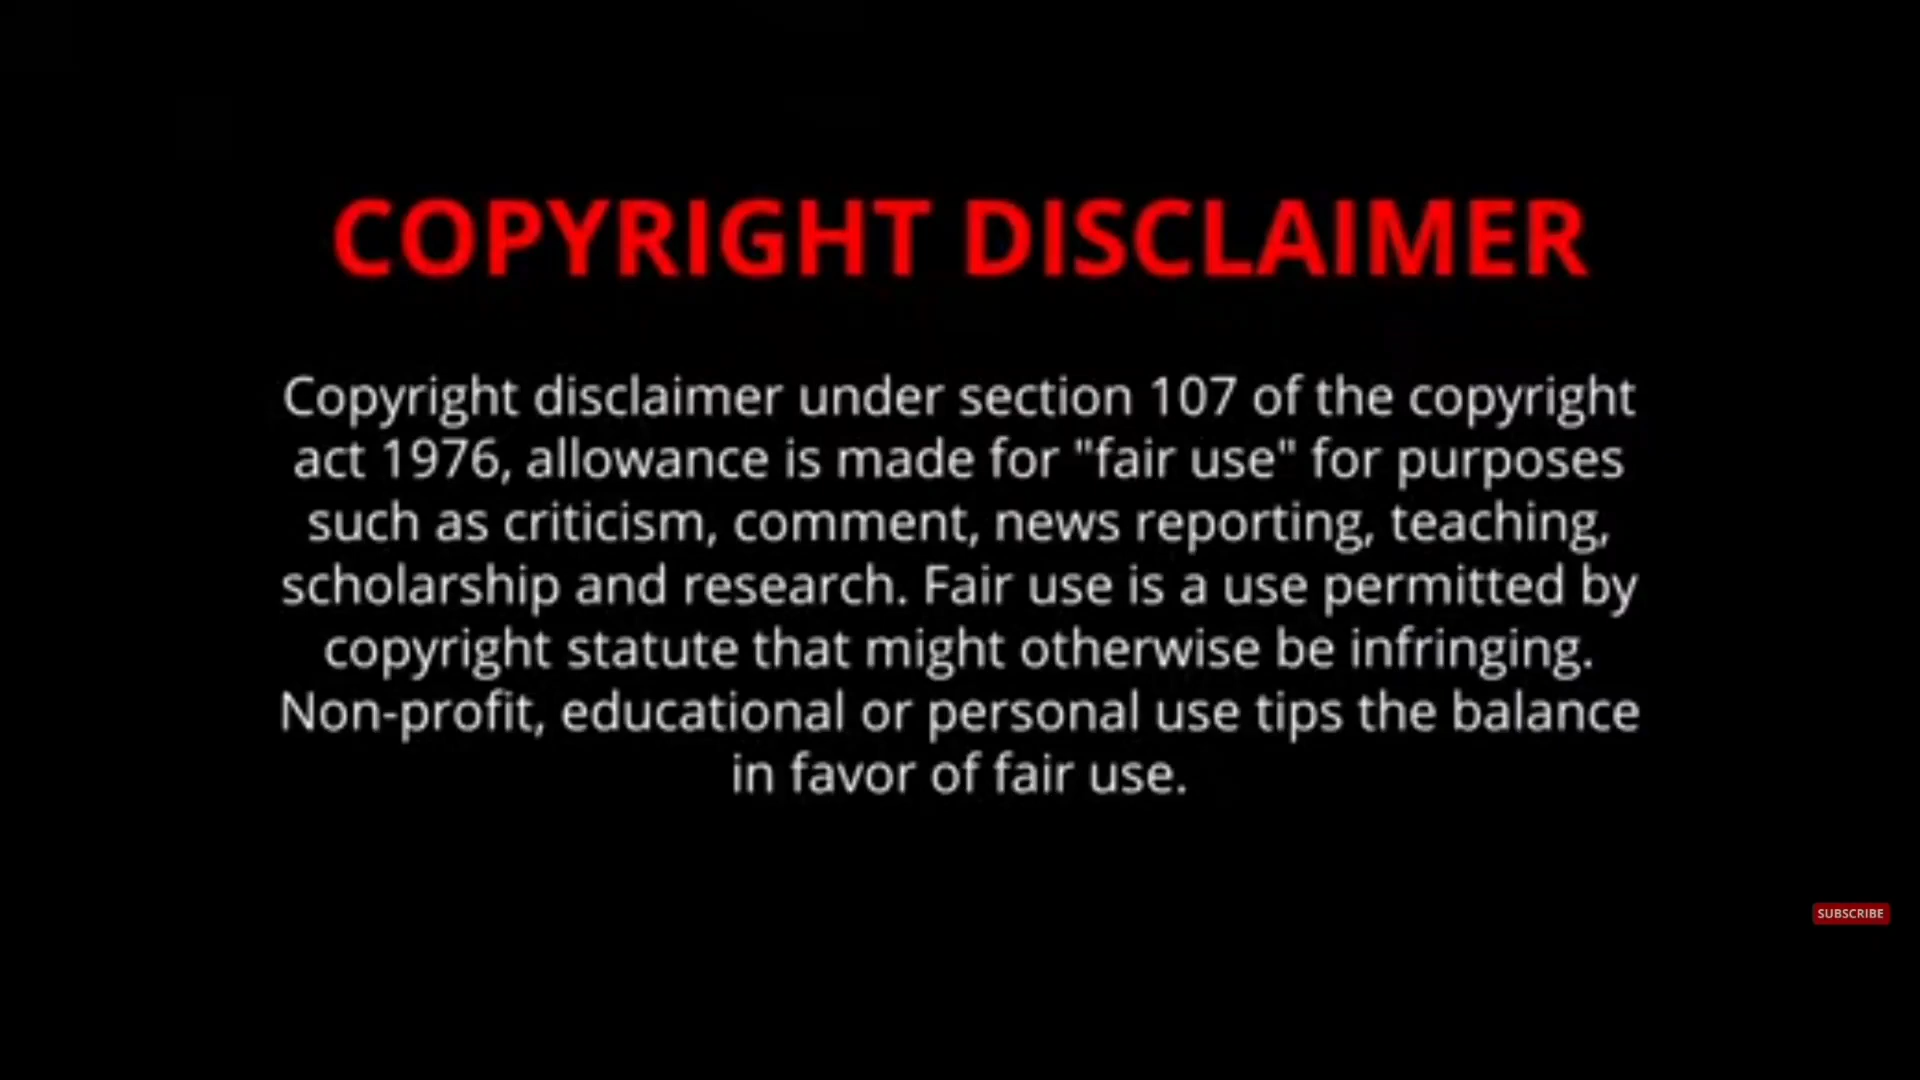 COPYRIGHT DISCLAIMER
Copyright disclaimer under section 107 of the copyright
act 1976, allowance is made for "fair use" for purposes
such as criticism, comment, news reporting, teaching,
scholarship and research. Fair use is a use permitted by
copyright statute that might otherwise be infringing.
Non-profit, educational or personal use tips the balance
in favor of fair use.
SUBSCRIBE